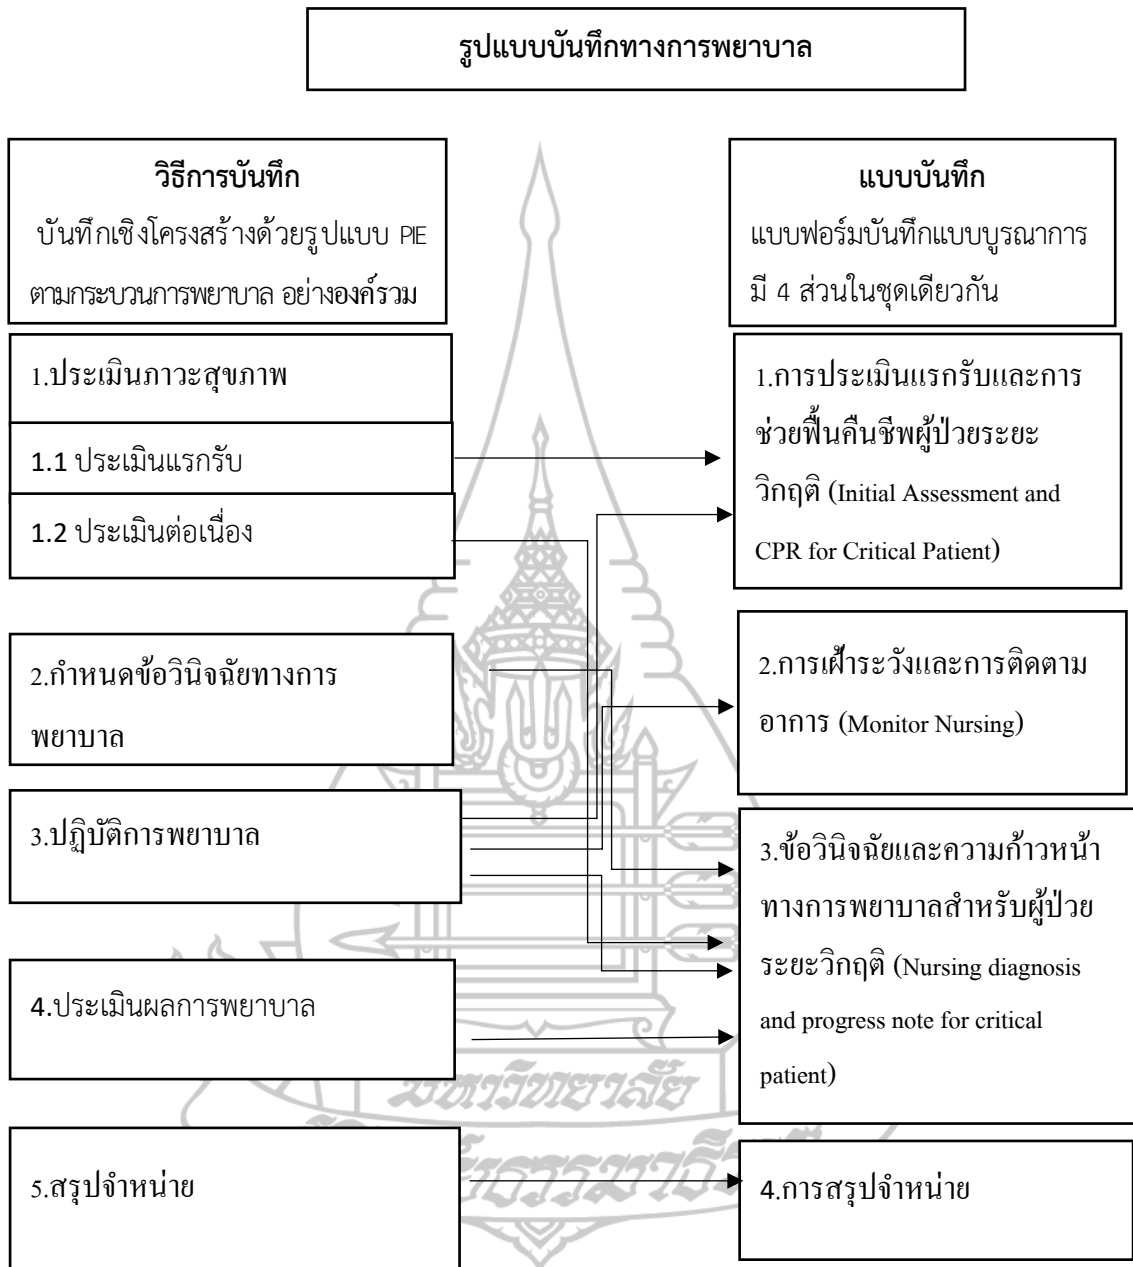 รูปแบบบันทึกทางการพยาบาล
วิธีการบันทึก
บันทึกเชิงโครงสร้างด้วยรูปแบบ PIE
ตามกระบวนการพยาบาล อย่างองค์รวม
1.ประเมินภาวะสุขภาพ
1.1 ประเมินแรกรับ
1.2 ประเมินต่อเนื่อง
2.กำหนดข้อวินิจฉัยทางการ
พยาบาล
3.ปฏิบัติการพยาบาล
4.ประเมินผลการพยาบาล
5.สรุปจำหน่าย
แบบบันทึก
แบบฟอร์มบันทึกแบบบูรณาการ
มี 4 ส่วนในชุดเดียวกัน
1.การประเมินแรกรับและการ
ช่วยฟื้นคืนชีพผู้ป่วยระยะ
วิกฤติ (Initial Assessment and
CPR for Critical Patient)
2.การเฝ้าระวังและการติดตาม
อาการ (Monitor Nursing)
3.ข้อวินิจฉัยและความก้าวหน้า
ทางการพยาบาลสำหรับผู้ป่วย
ระยะวิกฤติ (Nursing diagnosis
and progress note for critical
patient)
4.การสรุปจำหน่าย
มหาวิทยาลัย